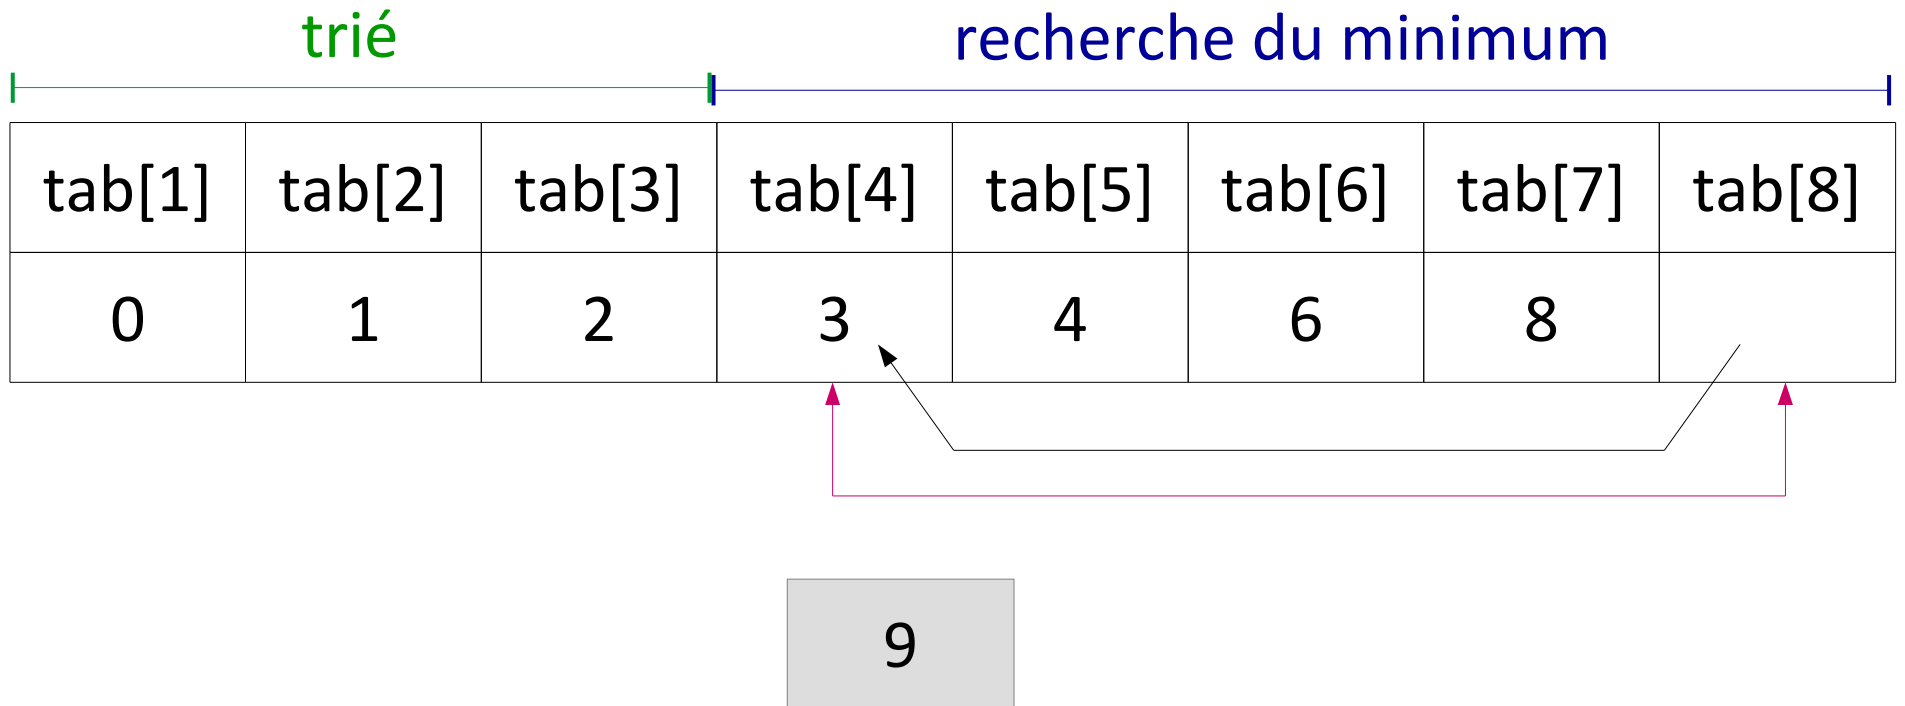 trié recherche du minimum
tab[1] tab[2] tab[3] tab[4] tab[5] tab[6] tab[7] tab[8]
0 1 2 3 4 6 8
9